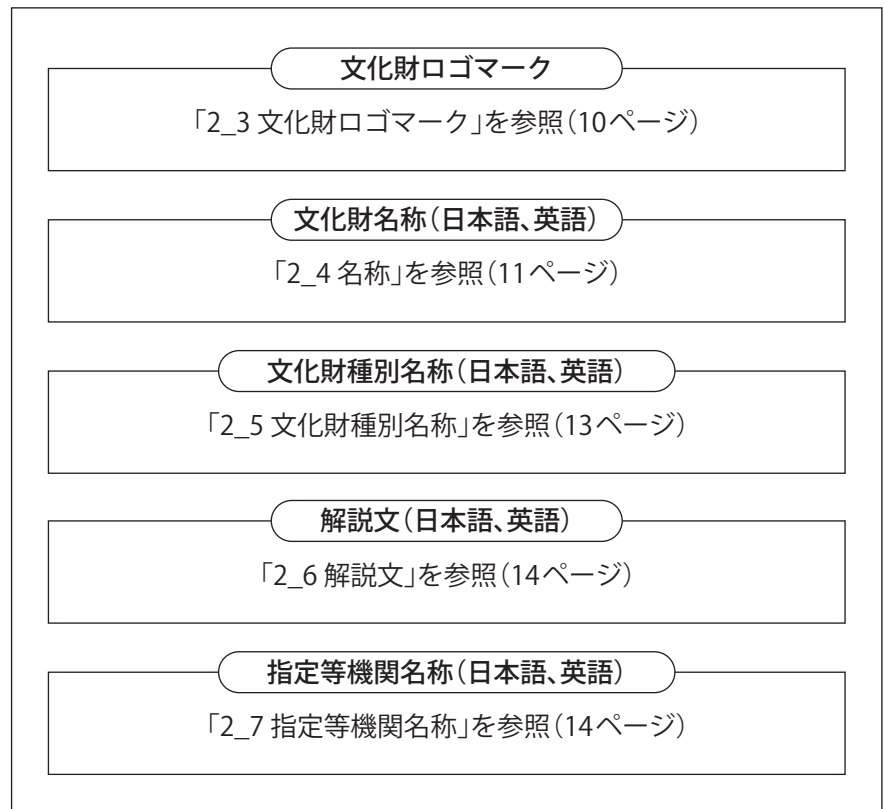 文化財ロゴマーク
「2_3 文化財ロゴマーク」を参照（10ページ）
文化財名称（日本語、英語）
「2_4 名称」を参照（11ページ）
文化財種別名称（日本語、英語）
「2_5 文化財種別名称」を参照（13ページ）
解説文（日本語、英語）
「2_6 解説文」を参照（14ページ）
指定等機関名称（日本語、英語）
「2_7 指定等機関名称」を参照（14ページ）